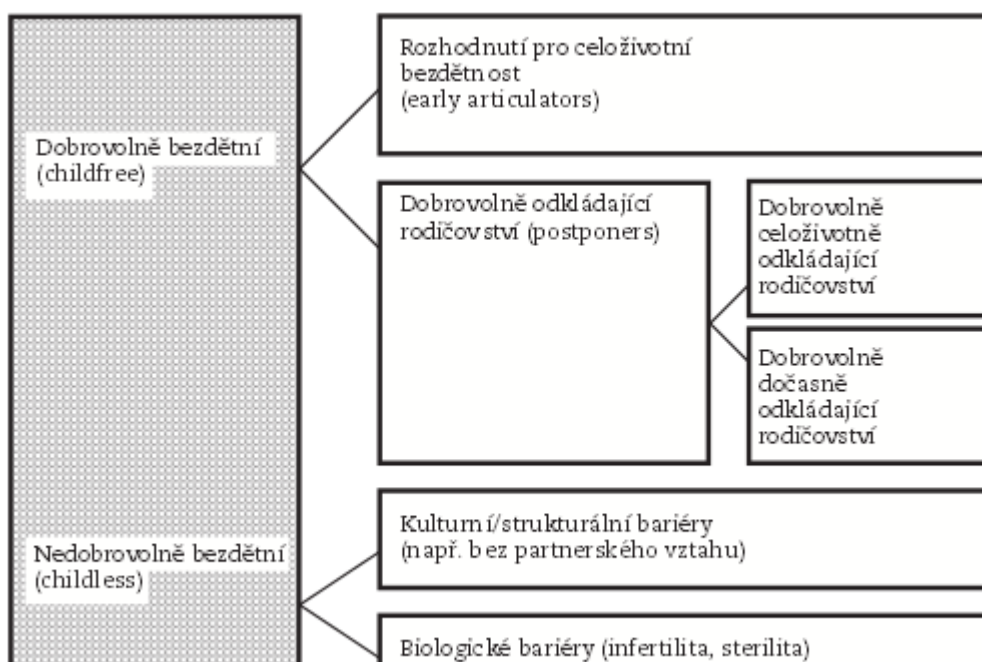 Dobrovolně bezdětní
(childfree)
Rozhodnutí pro celoživotní
bezdětnost
(early articulators)
Dobrovolně odkládající
rodičovství (postponers)
Dobrovolně
celoživotně
odkládající
rodičovství
Dobrovolně
dočasně
odkládající
rodičovství
Nedobrovolně bezdětní
(childless)
Kulturní/strukturální bariéry
(např. bez partnerského vztahu)
Biologické bariéry (infertilita, sterilita)